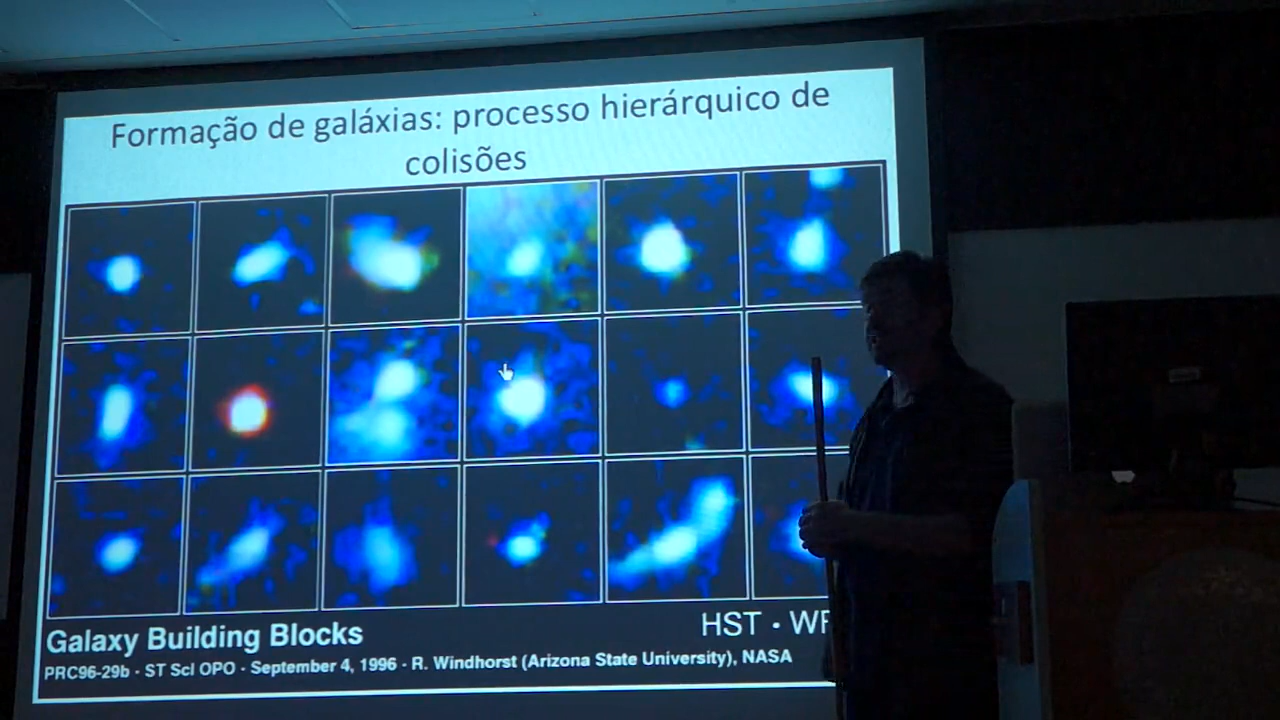 Formação de galáxias: processo hierárquico de
colisões
Galaxy Building Blocks
HST · WF
PRC96-29b · ST ScI OPO · September 4, 1996 · R. Windhorst (Arizona State University), NASA